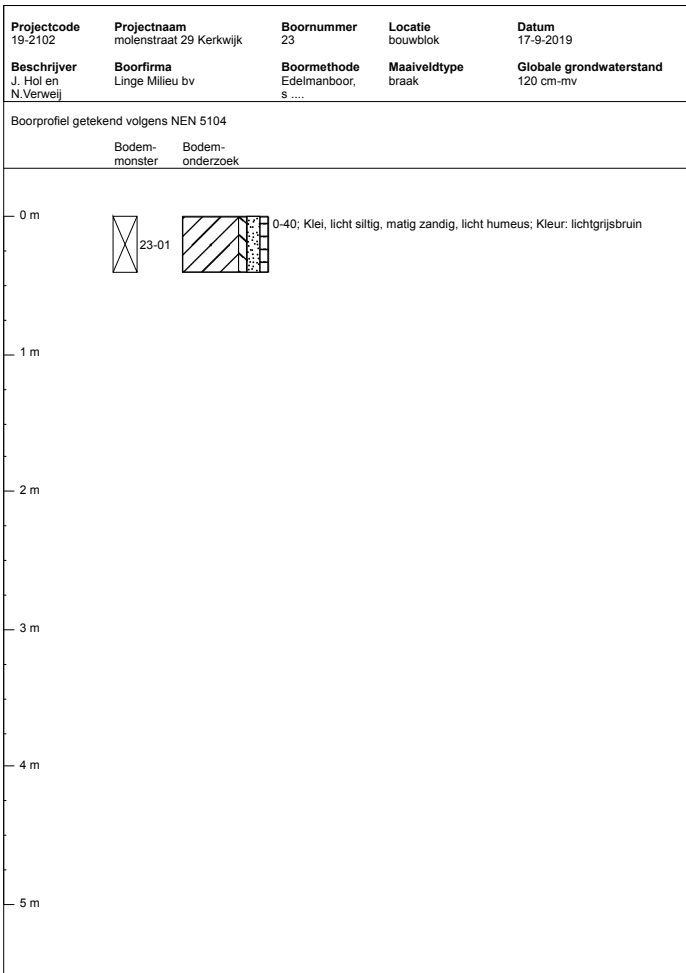 Projectcode Projectnaam Boornummer Locatie Datum
19-2102 molenstraat 29 Kerkwijk 23 bouwblok 17-9-2019
Beschrijver Boorfirma Boormethode Maaiveldtype Globale grondwaterstand
J. Hol en Linge Milieu bv Edelmanboor, braak 120 cm-mv
N.Verweij s ....
Boorprofiel getekend volgens NEN 5104
Bodem- Bodem-
monster onderzoek
0 m
0-40; Klei, licht siltig, matig zandig, licht humeus; Kleur: lichtgrijsbruin
23-01
1 m
2 m
3 m
4 m
5 m